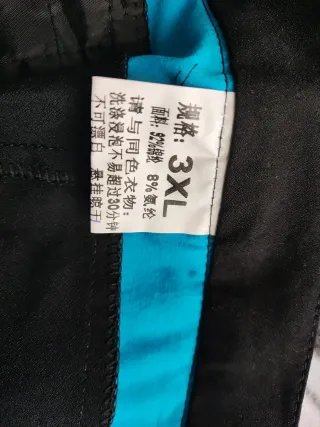 规格: 3XL
面料: 92%锦纶 8%氨纶
请与同色衣物:
洗涤浸泡不易超过30分钟
不可漂白 悬挂晾干